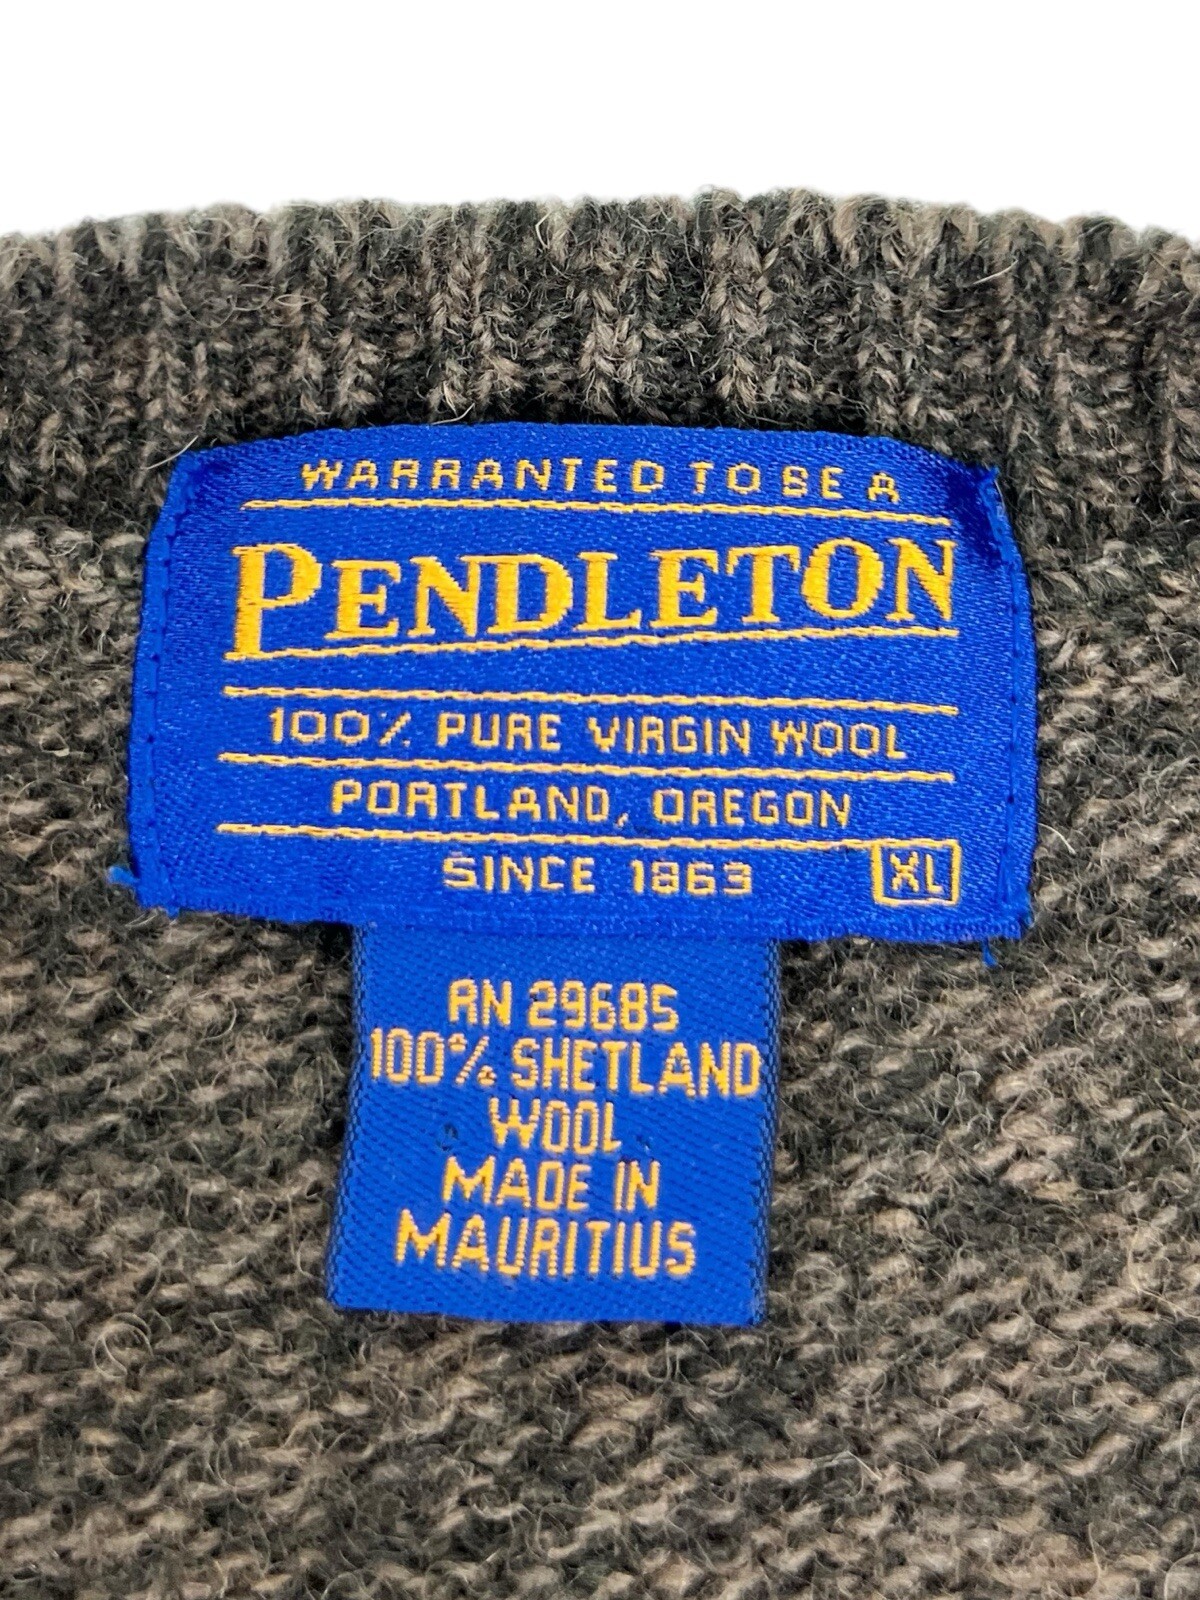 WARRANTED TO BE A
PENDLETON
100% PURE VIRGIN WOOL
PORTLAND, OREGON
SINCE 1863
XL
RN 29685
100% SHETLAND
WOOL
MADE IN
MAURITIUS